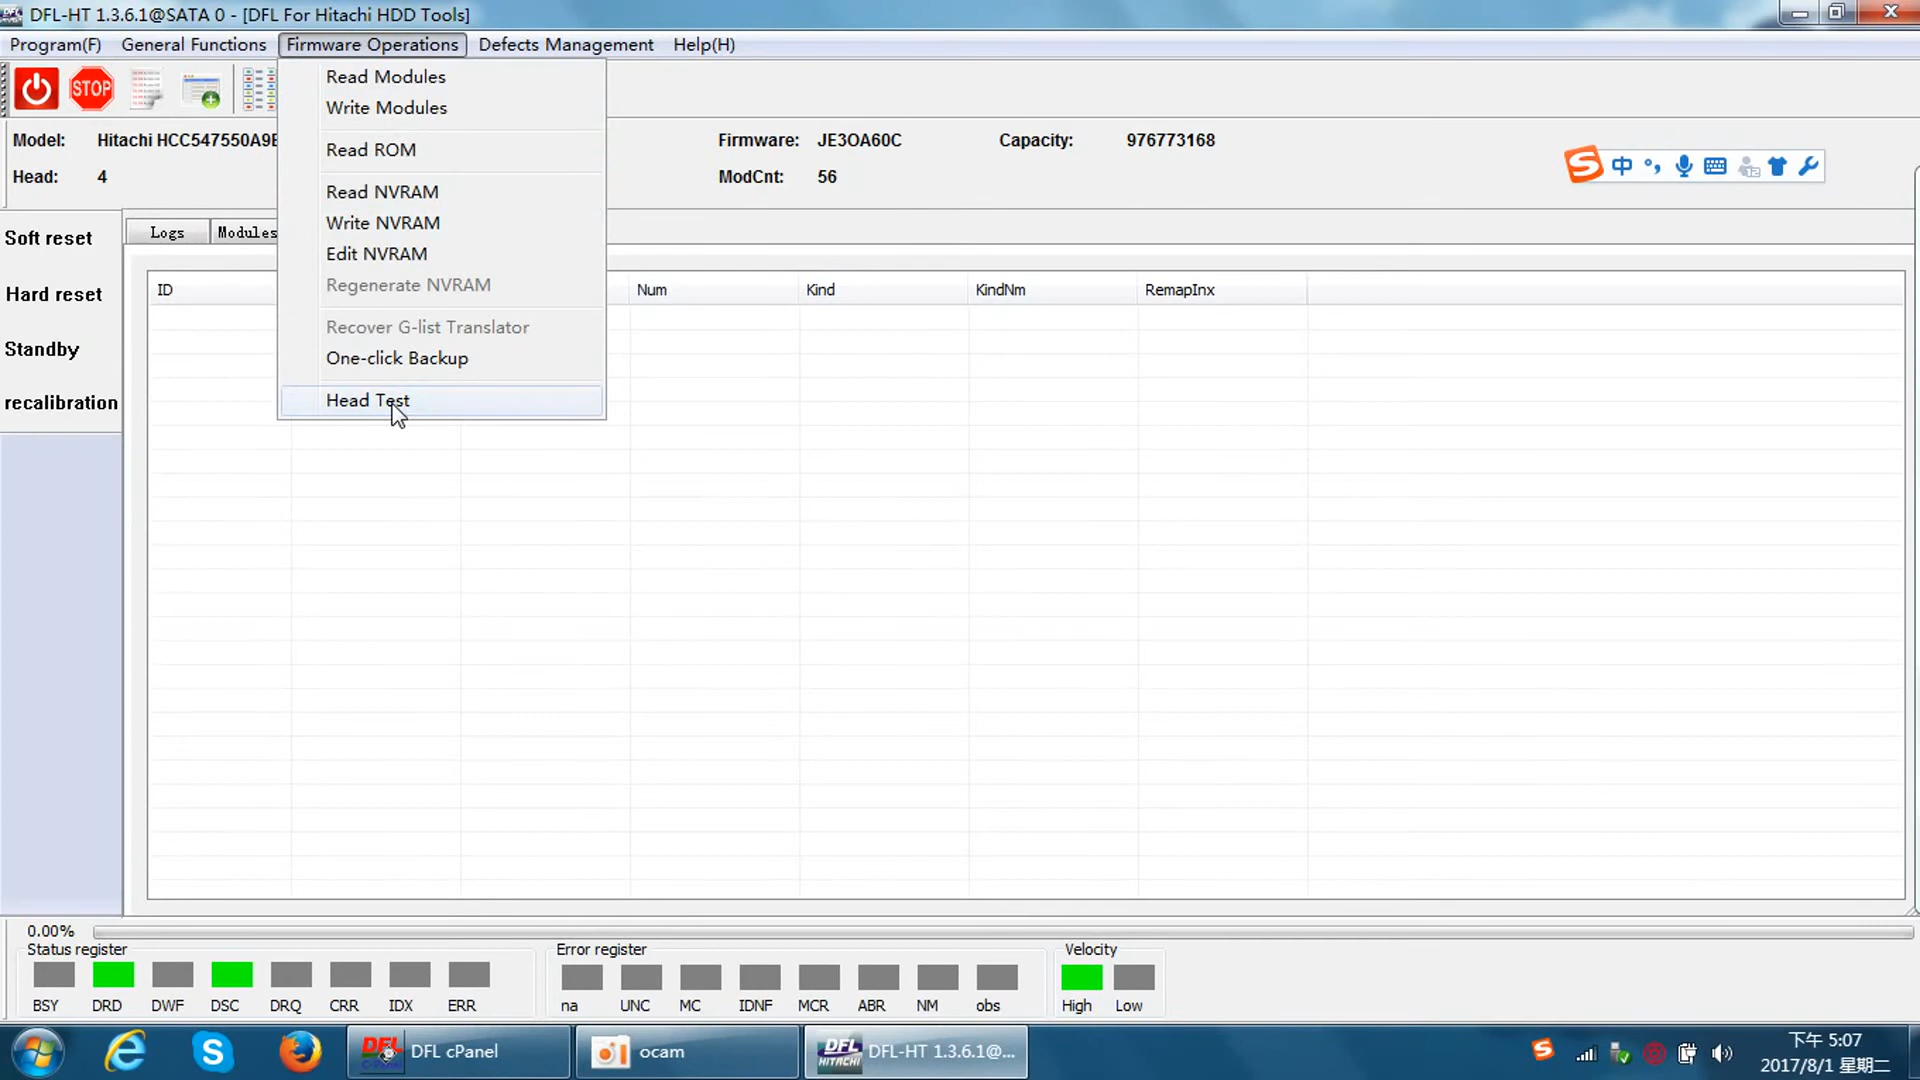 DFL-HT 1.3.6.1@SATA 0 - [DFL For Hitachi HDD Tools]
Program(F) General Functions Firmware Operations Defects Management Help(H)
STOP
Read Modules
Write Modules
Read ROM
Read NVRAM
Write NVRAM
Edit NVRAM
Regenerate NVRAM
Recover G-list Translator
One-click Backup
Head Test
Model: Hitachi HCC547550A9E Firmware: JE3OA60C Capacity: 976773168
Head: 4 ModCnt: 56
S 中
Soft reset
Hard reset
Standby
recalibration
Logs Modules
ID Num Kind KindNm RemapInx
0.00%
Status register Error register Velocity
BSY DRD DWF DSC DRQ CRR IDX ERR na UNC MC IDNF MCR ABR NM obs High Low
DFL DFL cPanel ocam DFL HITACHI DFL-HT 1.3.6.1@...
下午 5:07
2017/8/1 星期二